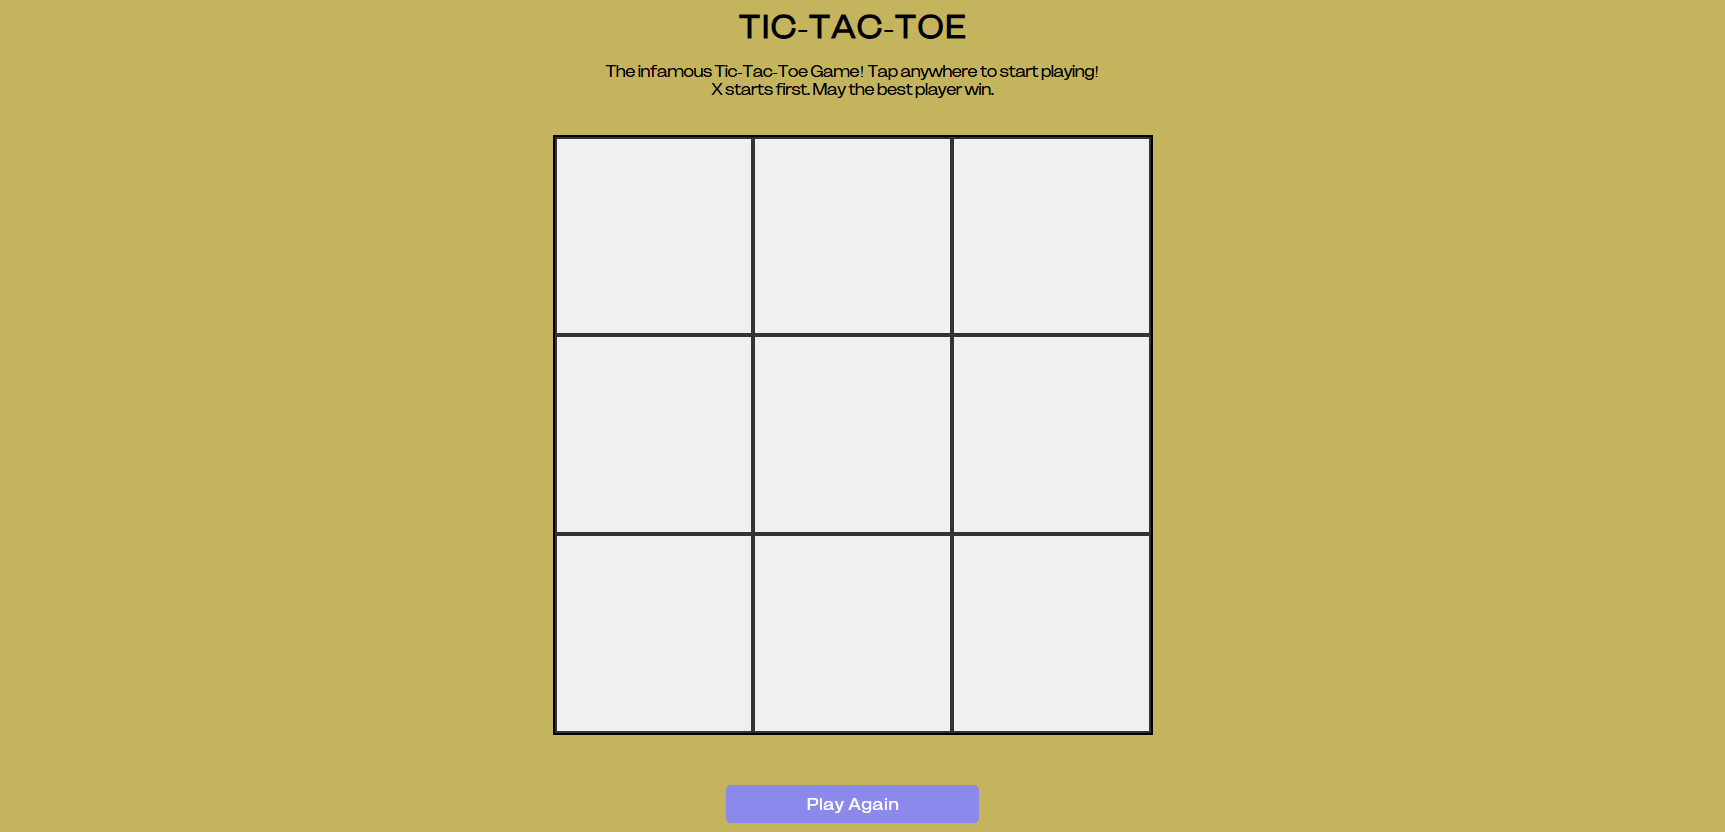 TIC-TAC-TOE
The infamous Tic-Tac-Toe Game! Tap anywhere to start playing!
X starts first. May the best player win.
Play Again